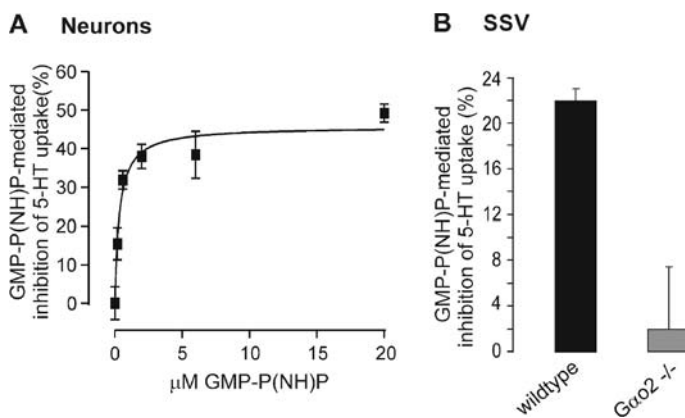 A Neurons
GMP-P(NH)P-mediated
inhibition of 5-HT uptake(%)
60
50
40
30
20
10
0
0
5
10
15
20
μM GMP-P(NH)P
B SSV
GMP-P(NH)P-mediated
inhibition of 5-HT uptake (%)
24
20
16
12
8
4
0
wildtype
Gαo2 -/-